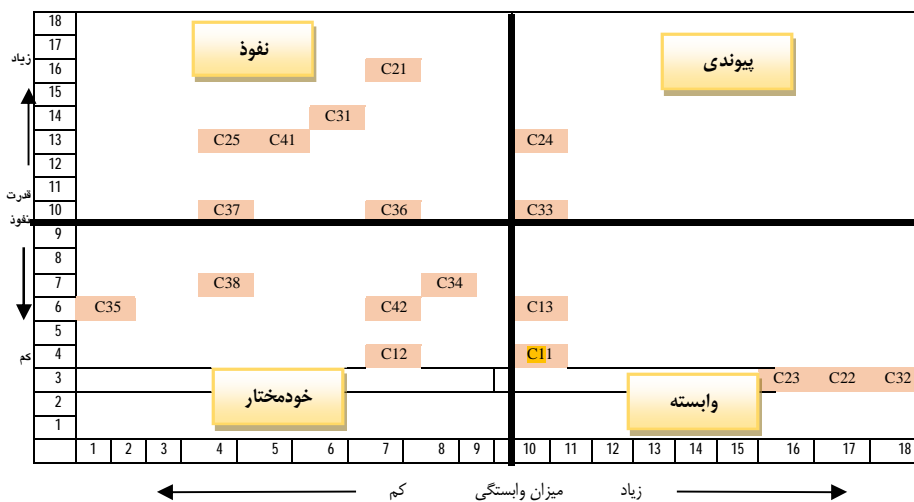 18
17
زیاد 16 C21
15
14 C31
13 C25 C41 C24
12
11
قدرت
نفوذ
10 C37 C36 C33
9
8
7 C38 C34
6 C35 C42 C13
5
کم 4 C12 C11
3 C23 C22 C32
2
1
نفوذ
پیوندی
خودمختار
وابسته
1 2 3 4 5 6 7 8 9 10 11 12 13 14 15 16 17 18
زیاد میزان وابستگی کم